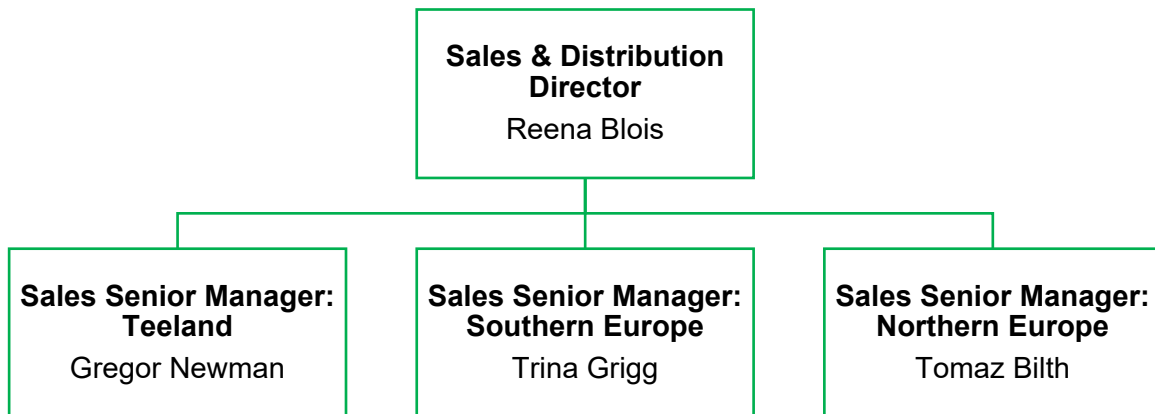 Sales & Distribution
Director
Reena Blois
Sales Senior Manager:
Teeland
Gregor Newman
Sales Senior Manager:
Southern Europe
Trina Grigg
Sales Senior Manager:
Northern Europe
Tomaz Bilth